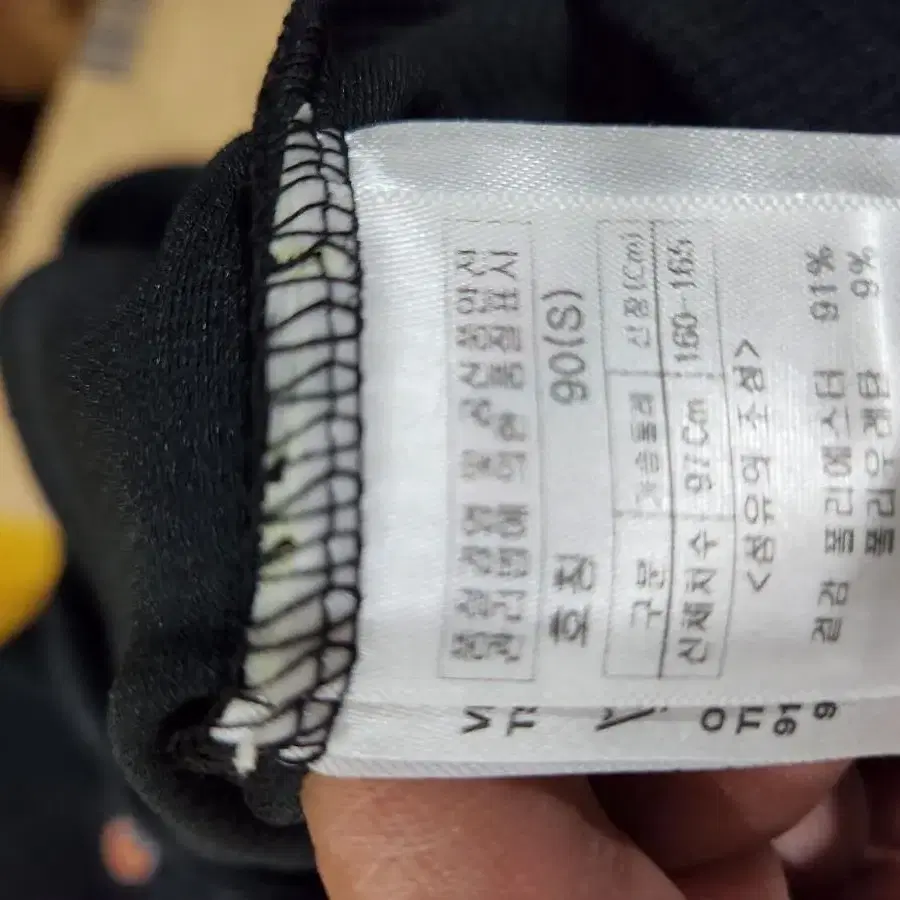 품질경영 및 공산품안전
관리법에 의한 품질표시
호칭 90(S)
구분 가슴둘레 신장(Cm)
신체치수 97Cm 160-165
<섬유의 조성>
겉감 폴리에스터 91%
폴리우레탄 9%